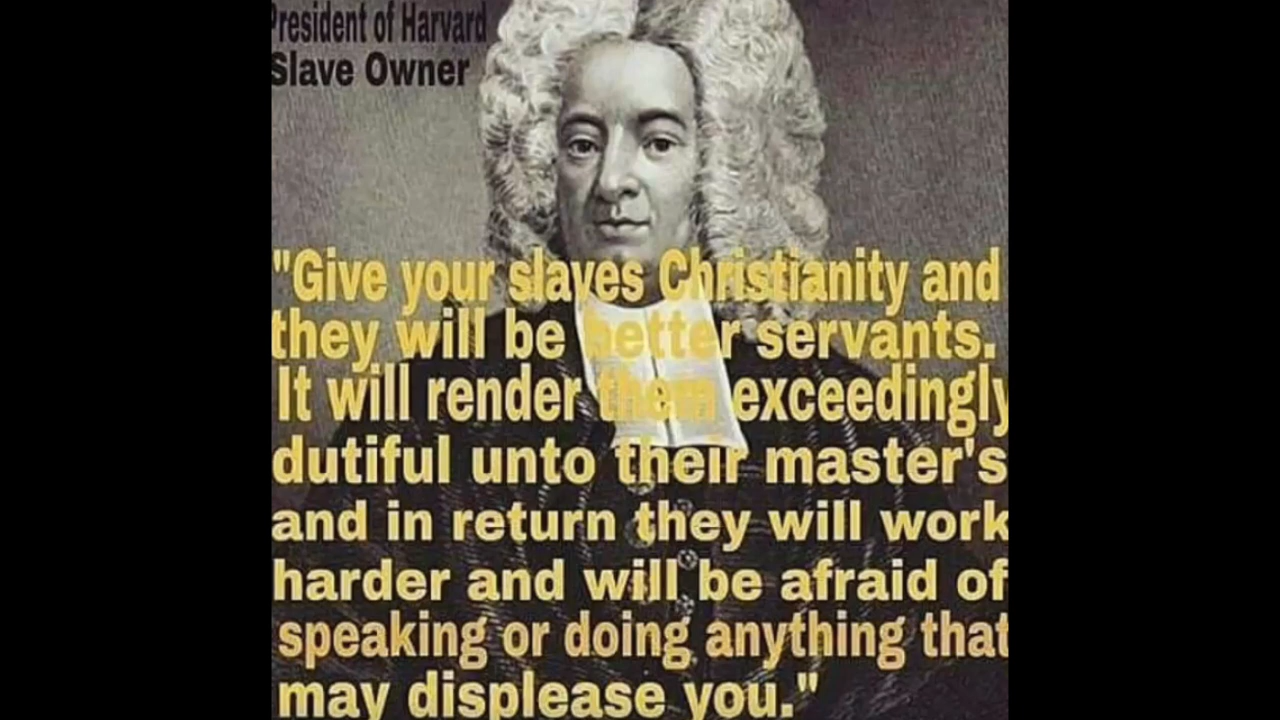 President of Harvard
Slave Owner
"Give your slaves Christianity and
they will be better servants.
It will render them exceedingly
dutiful unto their master's
and in return they will work
harder and will be afraid of
speaking or doing anything that
may displease you."